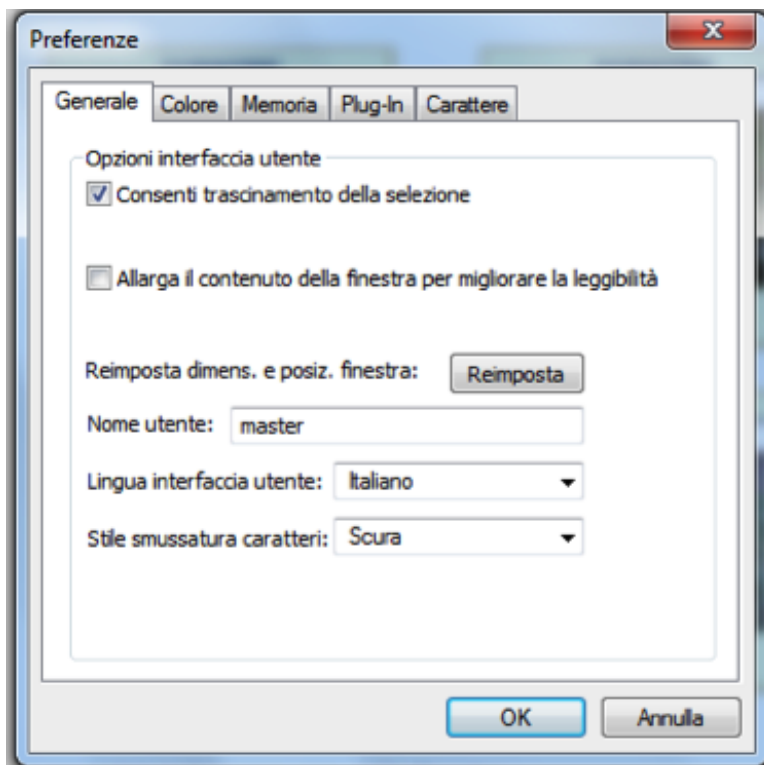 Preferenze
Generale Colore Memoria Plug-In Carattere
Opzioni interfaccia utente
Consenti trascinamento della selezione
Allarga il contenuto della finestra per migliorare la leggibilità
Reimposta dimens. e posiz. finestra: Reimposta
Nome utente: master
Lingua interfaccia utente: Italiano
Stile smussatura caratteri: Scura
OK Annulla